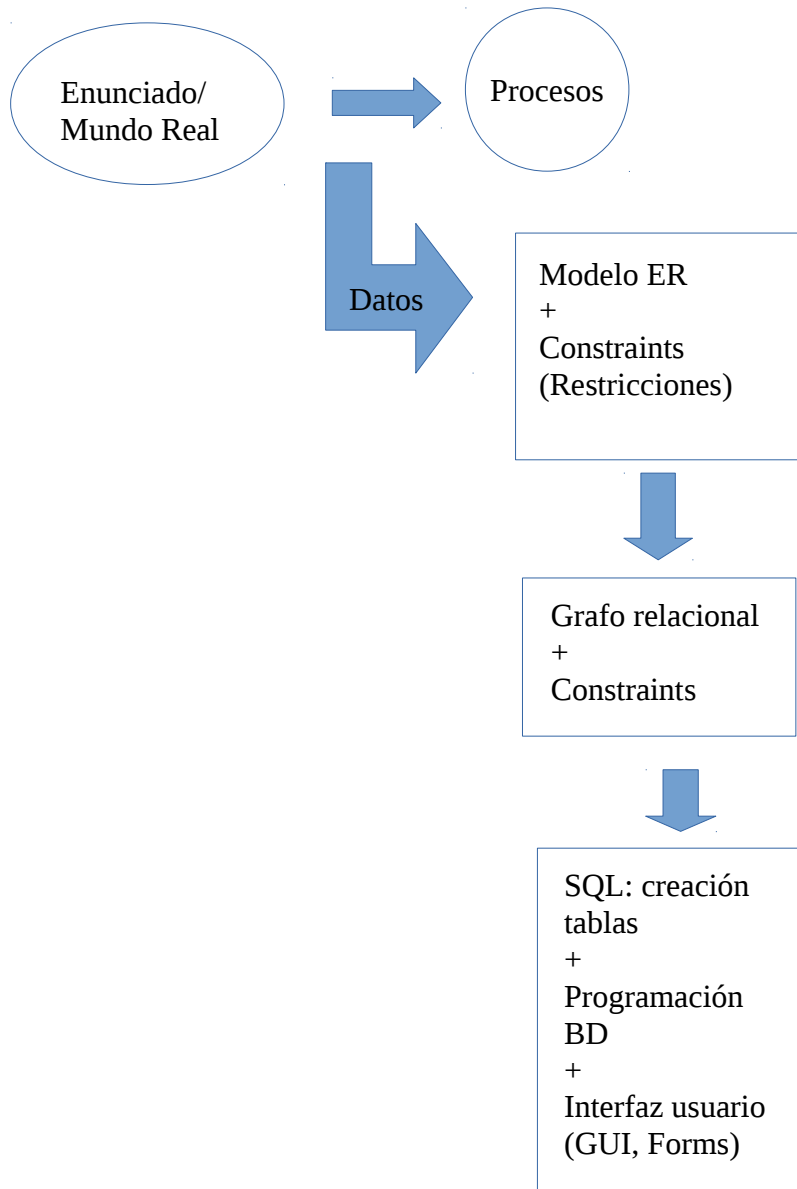 Enunciado/
Mundo Real
Procesos
Datos
Modelo ER
+
Constraints
(Restricciones)
Grafo relacional
+
Constraints
SQL: creación
tablas
+
Programación
BD
+
Interfaz usuario
(GUI, Forms)